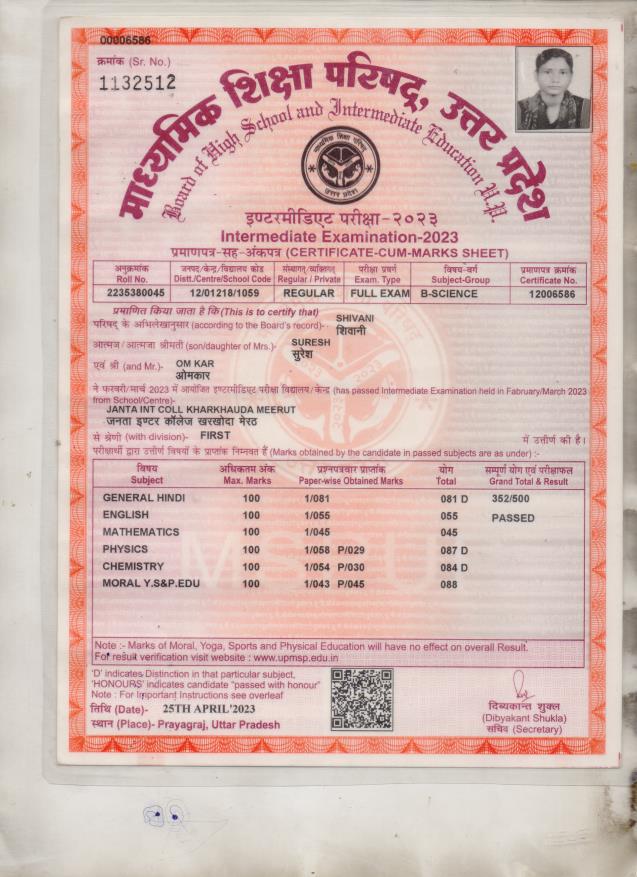 00006586
क्रमांक (Sr. No.)
1132512
माध्यमिक शिक्षा परिषद्, उत्तर प्रदेश
Board of High School and Intermediate Education U.P.
माध्यमिक शिक्षा परिषद्
उत्तर प्रदेश
इण्टरमीडिएट परीक्षा-२०२३
Intermediate Examination-2023
प्रमाणपत्र-सह-अंकपत्र (CERTIFICATE-CUM-MARKS SHEET)
अनुक्रमांक जनपद/केन्द्र/विद्यालय कोड संस्थागत/व्यक्तिगत परीक्षा प्रवर्ग विषय-वर्ग प्रमाणपत्र क्रमांक
Roll No. Distt./Centre/School Code Regular / Private Exam. Type Subject-Group Certificate No.
2235380045 12/01218/1059 REGULAR FULL EXAM B-SCIENCE 12006586
प्रमाणित किया जाता है कि (This is to certify that)
SHIVANI
परिषद् के अभिलेखानुसार (according to the Board's record)- शिवानी
SURESH
आत्मज/आत्मजा श्रीमती (son/daughter of Mrs.)- सुरेश
OM KAR
एवं श्री (and Mr.)- ओमकार
ने फरवरी/मार्च 2023 में आयोजित इण्टरमीडिएट परीक्षा विद्यालय/केन्द्र (has passed Intermediate Examination held in Fabruary/March 2023
from School/Centre)-
JANTA INT COLL KHARKHAUDA MEERUT
जनता इण्टर कॉलेज खरखोदा मेरठ
से श्रेणी (with division)- FIRST में उत्तीर्ण की है।
परीक्षार्थी द्वारा उत्तीर्ण विषयों के प्राप्तांक निम्नवत हैं (Marks obtained by the candidate in passed subjects are as under) :-
विषय अधिकतम अंक प्रश्नपत्रवार प्राप्तांक योग सम्पूर्ण योग एवं परीक्षाफल
Subject Max. Marks Paper-wise Obtained Marks Total Grand Total & Result
GENERAL HINDI 100 1/081 081 D 352/500
ENGLISH 100 1/055 055 PASSED
MATHEMATICS 100 1/045 045
PHYSICS 100 1/058 P/029 087 D
CHEMISTRY 100 1/054 P/030 084 D
MORAL Y.S&P.EDU 100 1/043 P/045 088
Note :- Marks of Moral, Yoga, Sports and Physical Education will have no effect on overall Result.
For result verification visit website : www.upmsp.edu.in
'D' indicates Distinction in that particular subject,
'HONOURS' indicates candidate "passed with honour"
Note : For Important Instructions see overleaf
तिथि (Date)- 25TH APRIL'2023
स्थान (Place)- Prayagraj, Uttar Pradesh
दिब्यकान्त शुक्ल
(Dibyakant Shukla)
सचिव (Secretary)